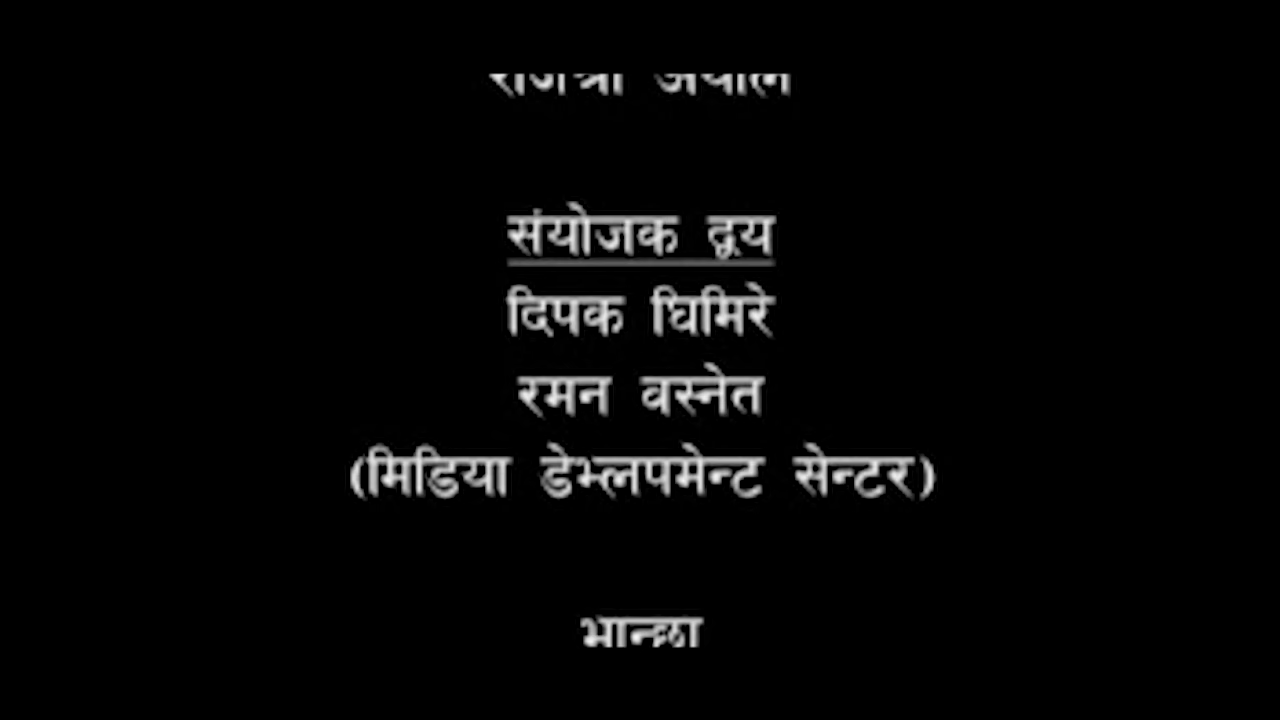 संयोजक द्वय
दिपक घिमिरे
रमन वस्नेत
(मिडिया डेभ्लपमेन्ट सेन्टर)
भान्छा